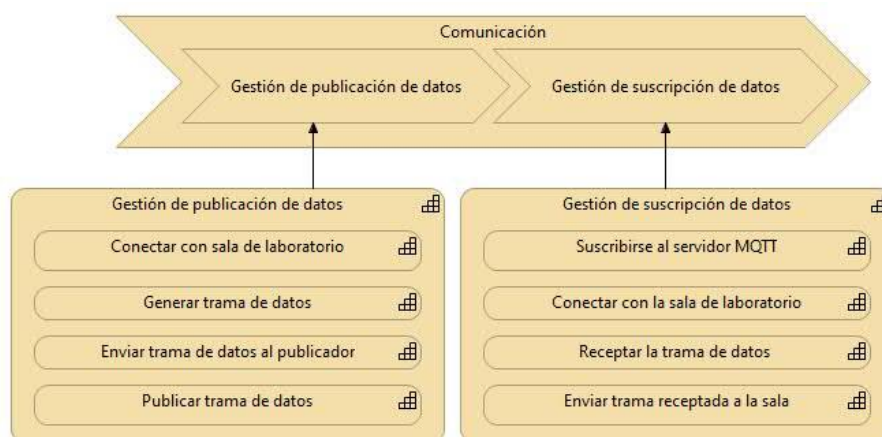 Comunicación
Gestión de publicación de datos
Gestión de suscripción de datos
Gestión de publicación de datos
Conectar con sala de laboratorio
Generar trama de datos
Enviar trama de datos al publicador
Publicar trama de datos
Gestión de suscripción de datos
Suscribirse al servidor MQTT
Conectar con la sala de laboratorio
Receptar la trama de datos
Enviar trama receptada a la sala